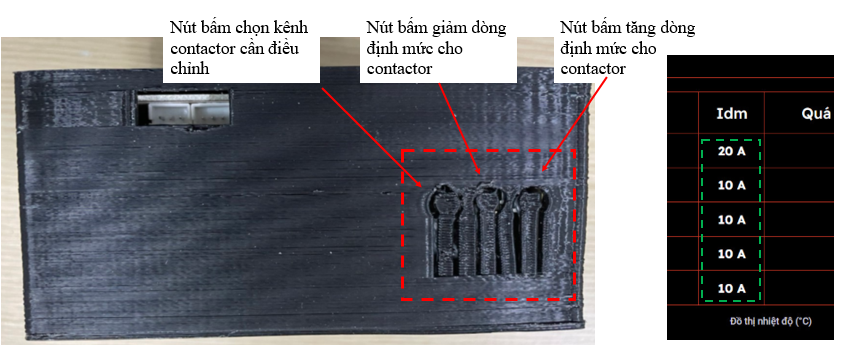 Nút bấm chọn kênh
contactor cần điều
chỉnh
Nút bấm giảm dòng
định mức cho
contactor
Nút bấm tăng dòng
định mức cho
contactor
Idm
Quá
20 A
10 A
10 A
10 A
10 A
Đồ thị nhiệt độ (°C)